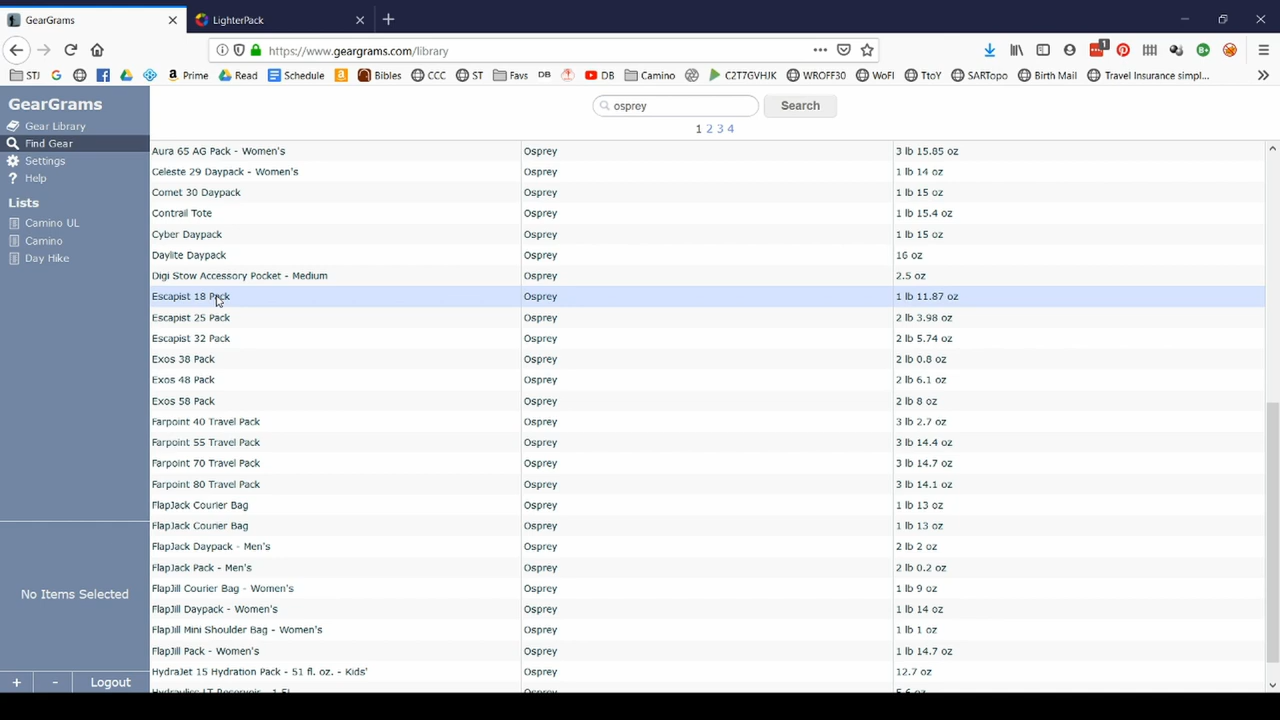 GearGrams
LighterPack
https://www.geargrams.com/library
STJ
Prime
Read
Schedule
Bibles
CCC
ST
Favs
DB
DB
Camino
C2T7GVHJK
WROFF30
WoFI
TtoY
SARTopo
Birth Mail
Travel Insurance simpl...
GearGrams
Gear Library
Find Gear
Settings
Help
Lists
Camino UL
Camino
Day Hike
No Items Selected
+ - Logout
osprey Search
1 2 3 4
Aura 65 AG Pack - Women's Osprey 3 lb 15.85 oz
Celeste 29 Daypack - Women's Osprey 1 lb 14 oz
Comet 30 Daypack Osprey 1 lb 15 oz
Contrail Tote Osprey 1 lb 15.4 oz
Cyber Daypack Osprey 1 lb 15 oz
Daylite Daypack Osprey 16 oz
Digi Stow Accessory Pocket - Medium Osprey 2.5 oz
Escapist 18 Pack Osprey 1 lb 11.87 oz
Escapist 25 Pack Osprey 2 lb 3.98 oz
Escapist 32 Pack Osprey 2 lb 5.74 oz
Exos 38 Pack Osprey 2 lb 0.8 oz
Exos 48 Pack Osprey 2 lb 6.1 oz
Exos 58 Pack Osprey 2 lb 8 oz
Farpoint 40 Travel Pack Osprey 3 lb 2.7 oz
Farpoint 55 Travel Pack Osprey 3 lb 14.4 oz
Farpoint 70 Travel Pack Osprey 3 lb 14.7 oz
Farpoint 80 Travel Pack Osprey 3 lb 14.1 oz
FlapJack Courier Bag Osprey 1 lb 13 oz
FlapJack Courier Bag Osprey 1 lb 13 oz
FlapJack Daypack - Men's Osprey 2 lb 2 oz
FlapJack Pack - Men's Osprey 2 lb 0.2 oz
FlapJill Courier Bag - Women's Osprey 1 lb 9 oz
FlapJill Daypack - Women's Osprey 1 lb 14 oz
FlapJill Mini Shoulder Bag - Women's Osprey 1 lb 1 oz
FlapJill Pack - Women's Osprey 1 lb 14.7 oz
HydraJet 15 Hydration Pack - 51 fl. oz. - Kids' Osprey 12.7 oz
Hydraulics LT Reservoir - 1.5L Osprey 5.6 oz